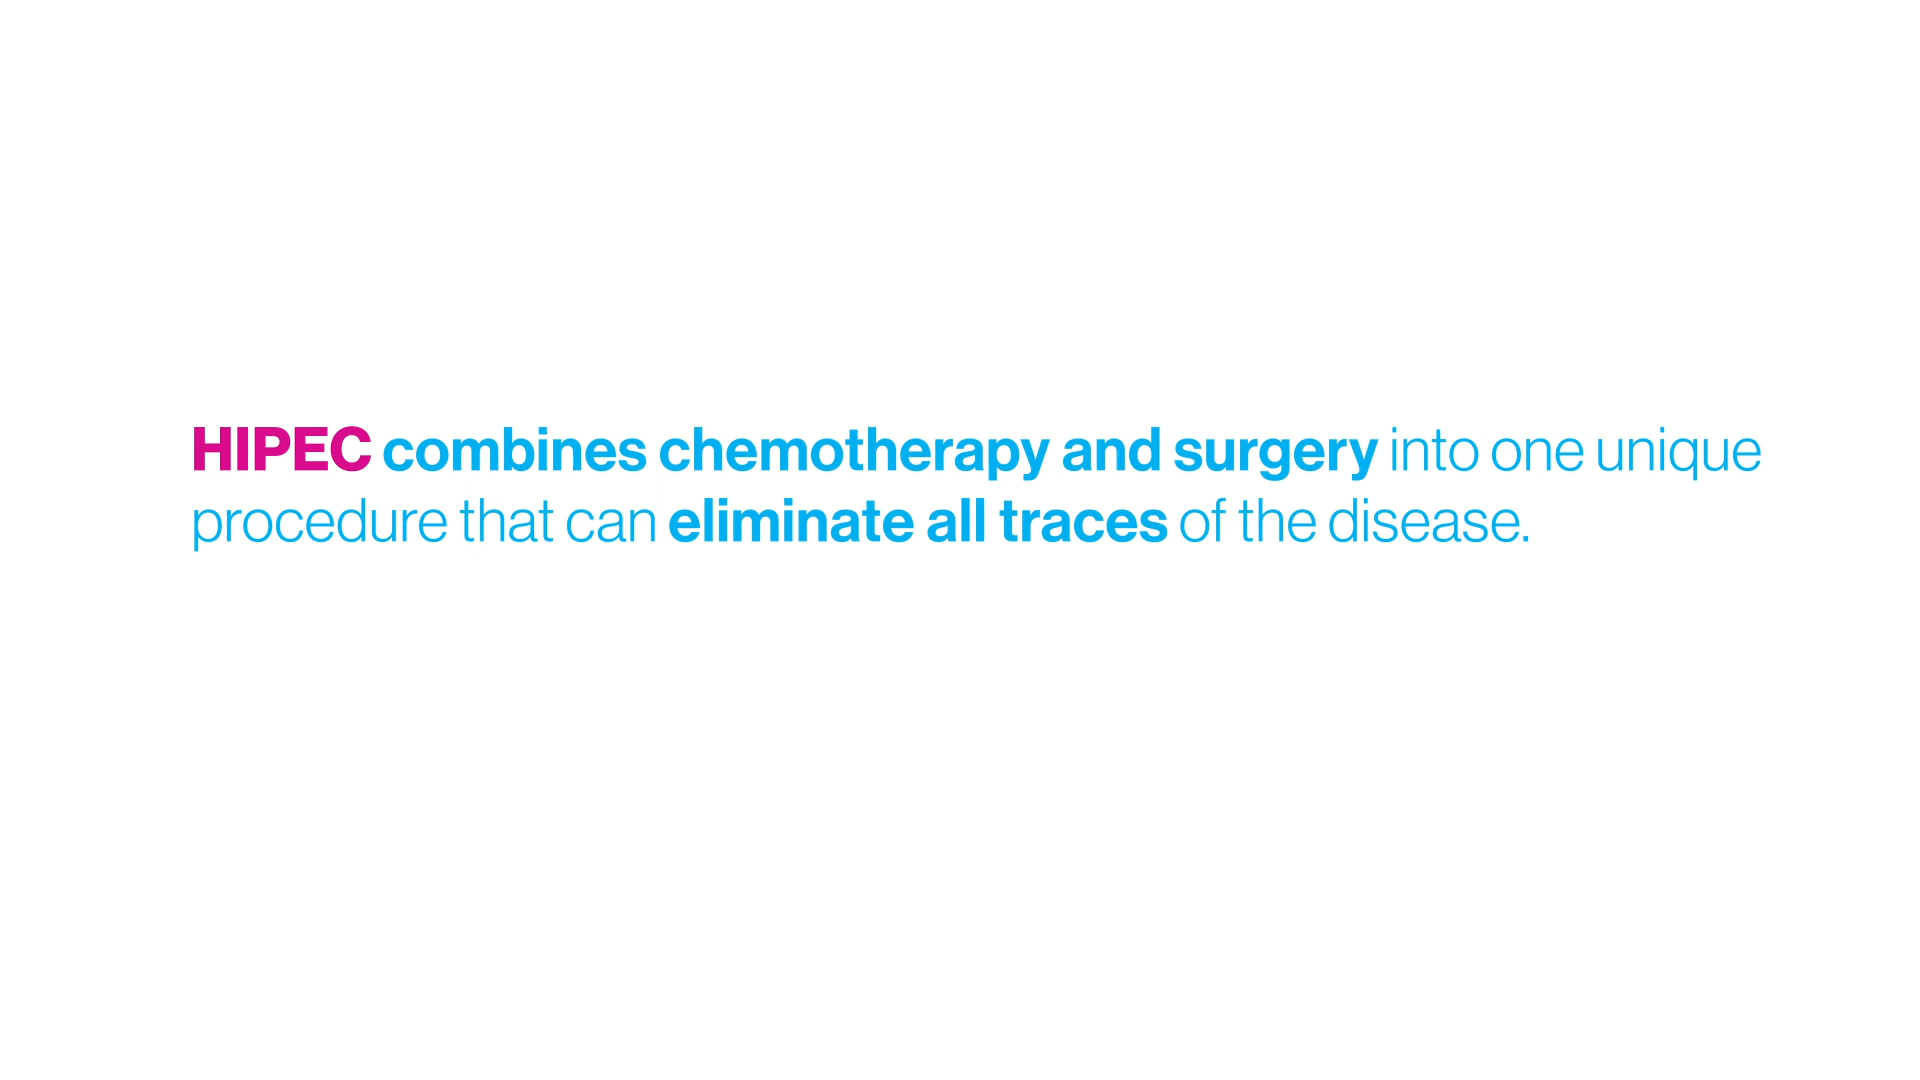 HIPEC combines chemotherapy and surgery into one unique
procedure that can eliminate all traces of the disease.